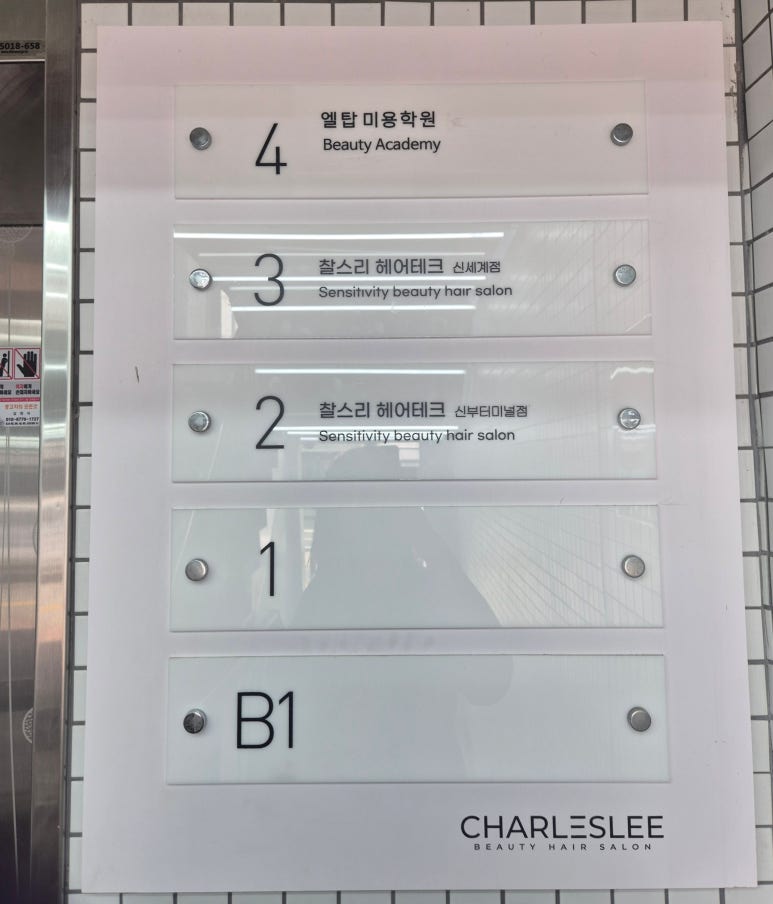 5018-658
4
엘탑 미용학원
Beauty Academy
3
찰스리 헤어테크 신세계점
Sensitivity beauty hair salon
2
찰스리 헤어테크 신부터미널점
Sensitivity beauty hair salon
1
B1
CHARLESLEE
BEAUTY HAIR SALON